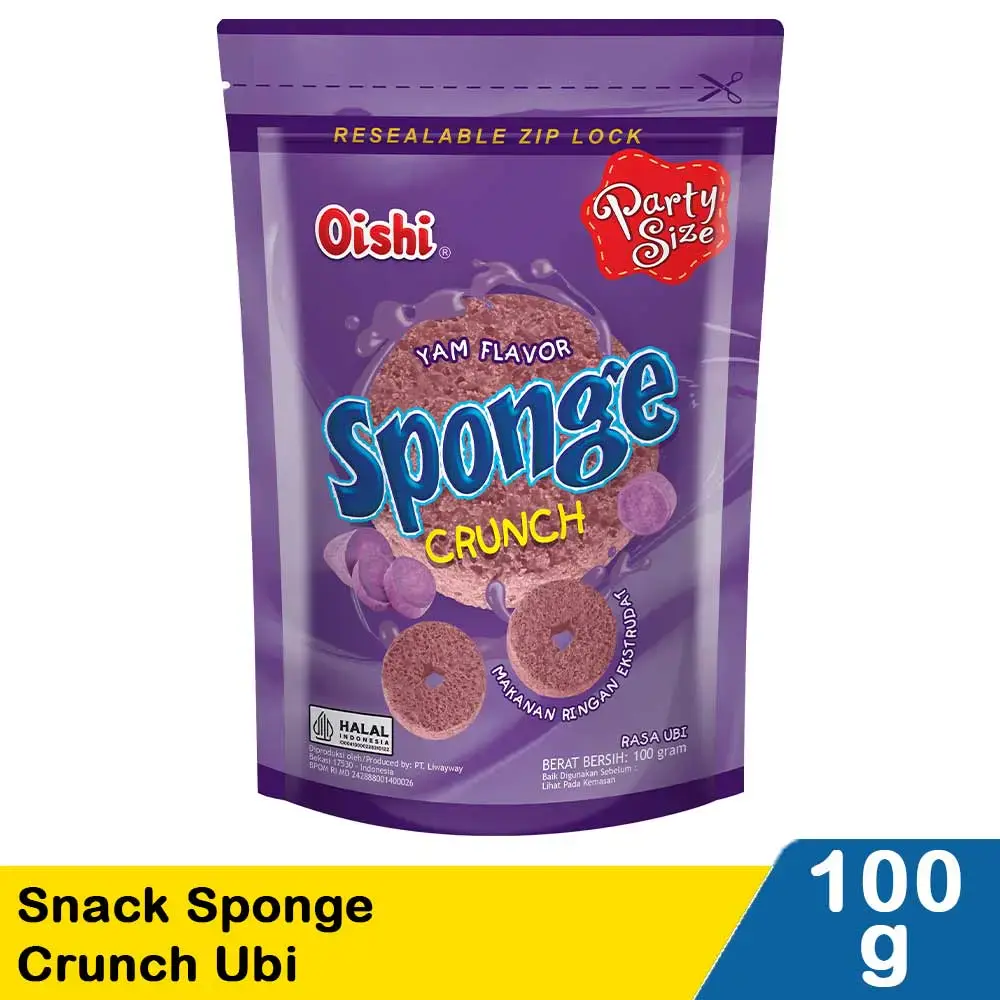 RESEALABLE ZIP LOCK
Party
Size
Oishi®
YAM FLAVOR
Sponge
CRUNCH
MAKANAN RINGAN EKSTRUDAT
HALAL
INDONESIA
RASA UBI
Diproduksi oleh/Produced by: PT. Liwayway
Bekasi 17530 - Indonesia
BPOM RI MD 242888001400026
BERAT BERSIH: 100 gram
Baik Digunakan Sebelum :
Lihat Pada Kemasan
Snack Sponge
Crunch Ubi
100
g